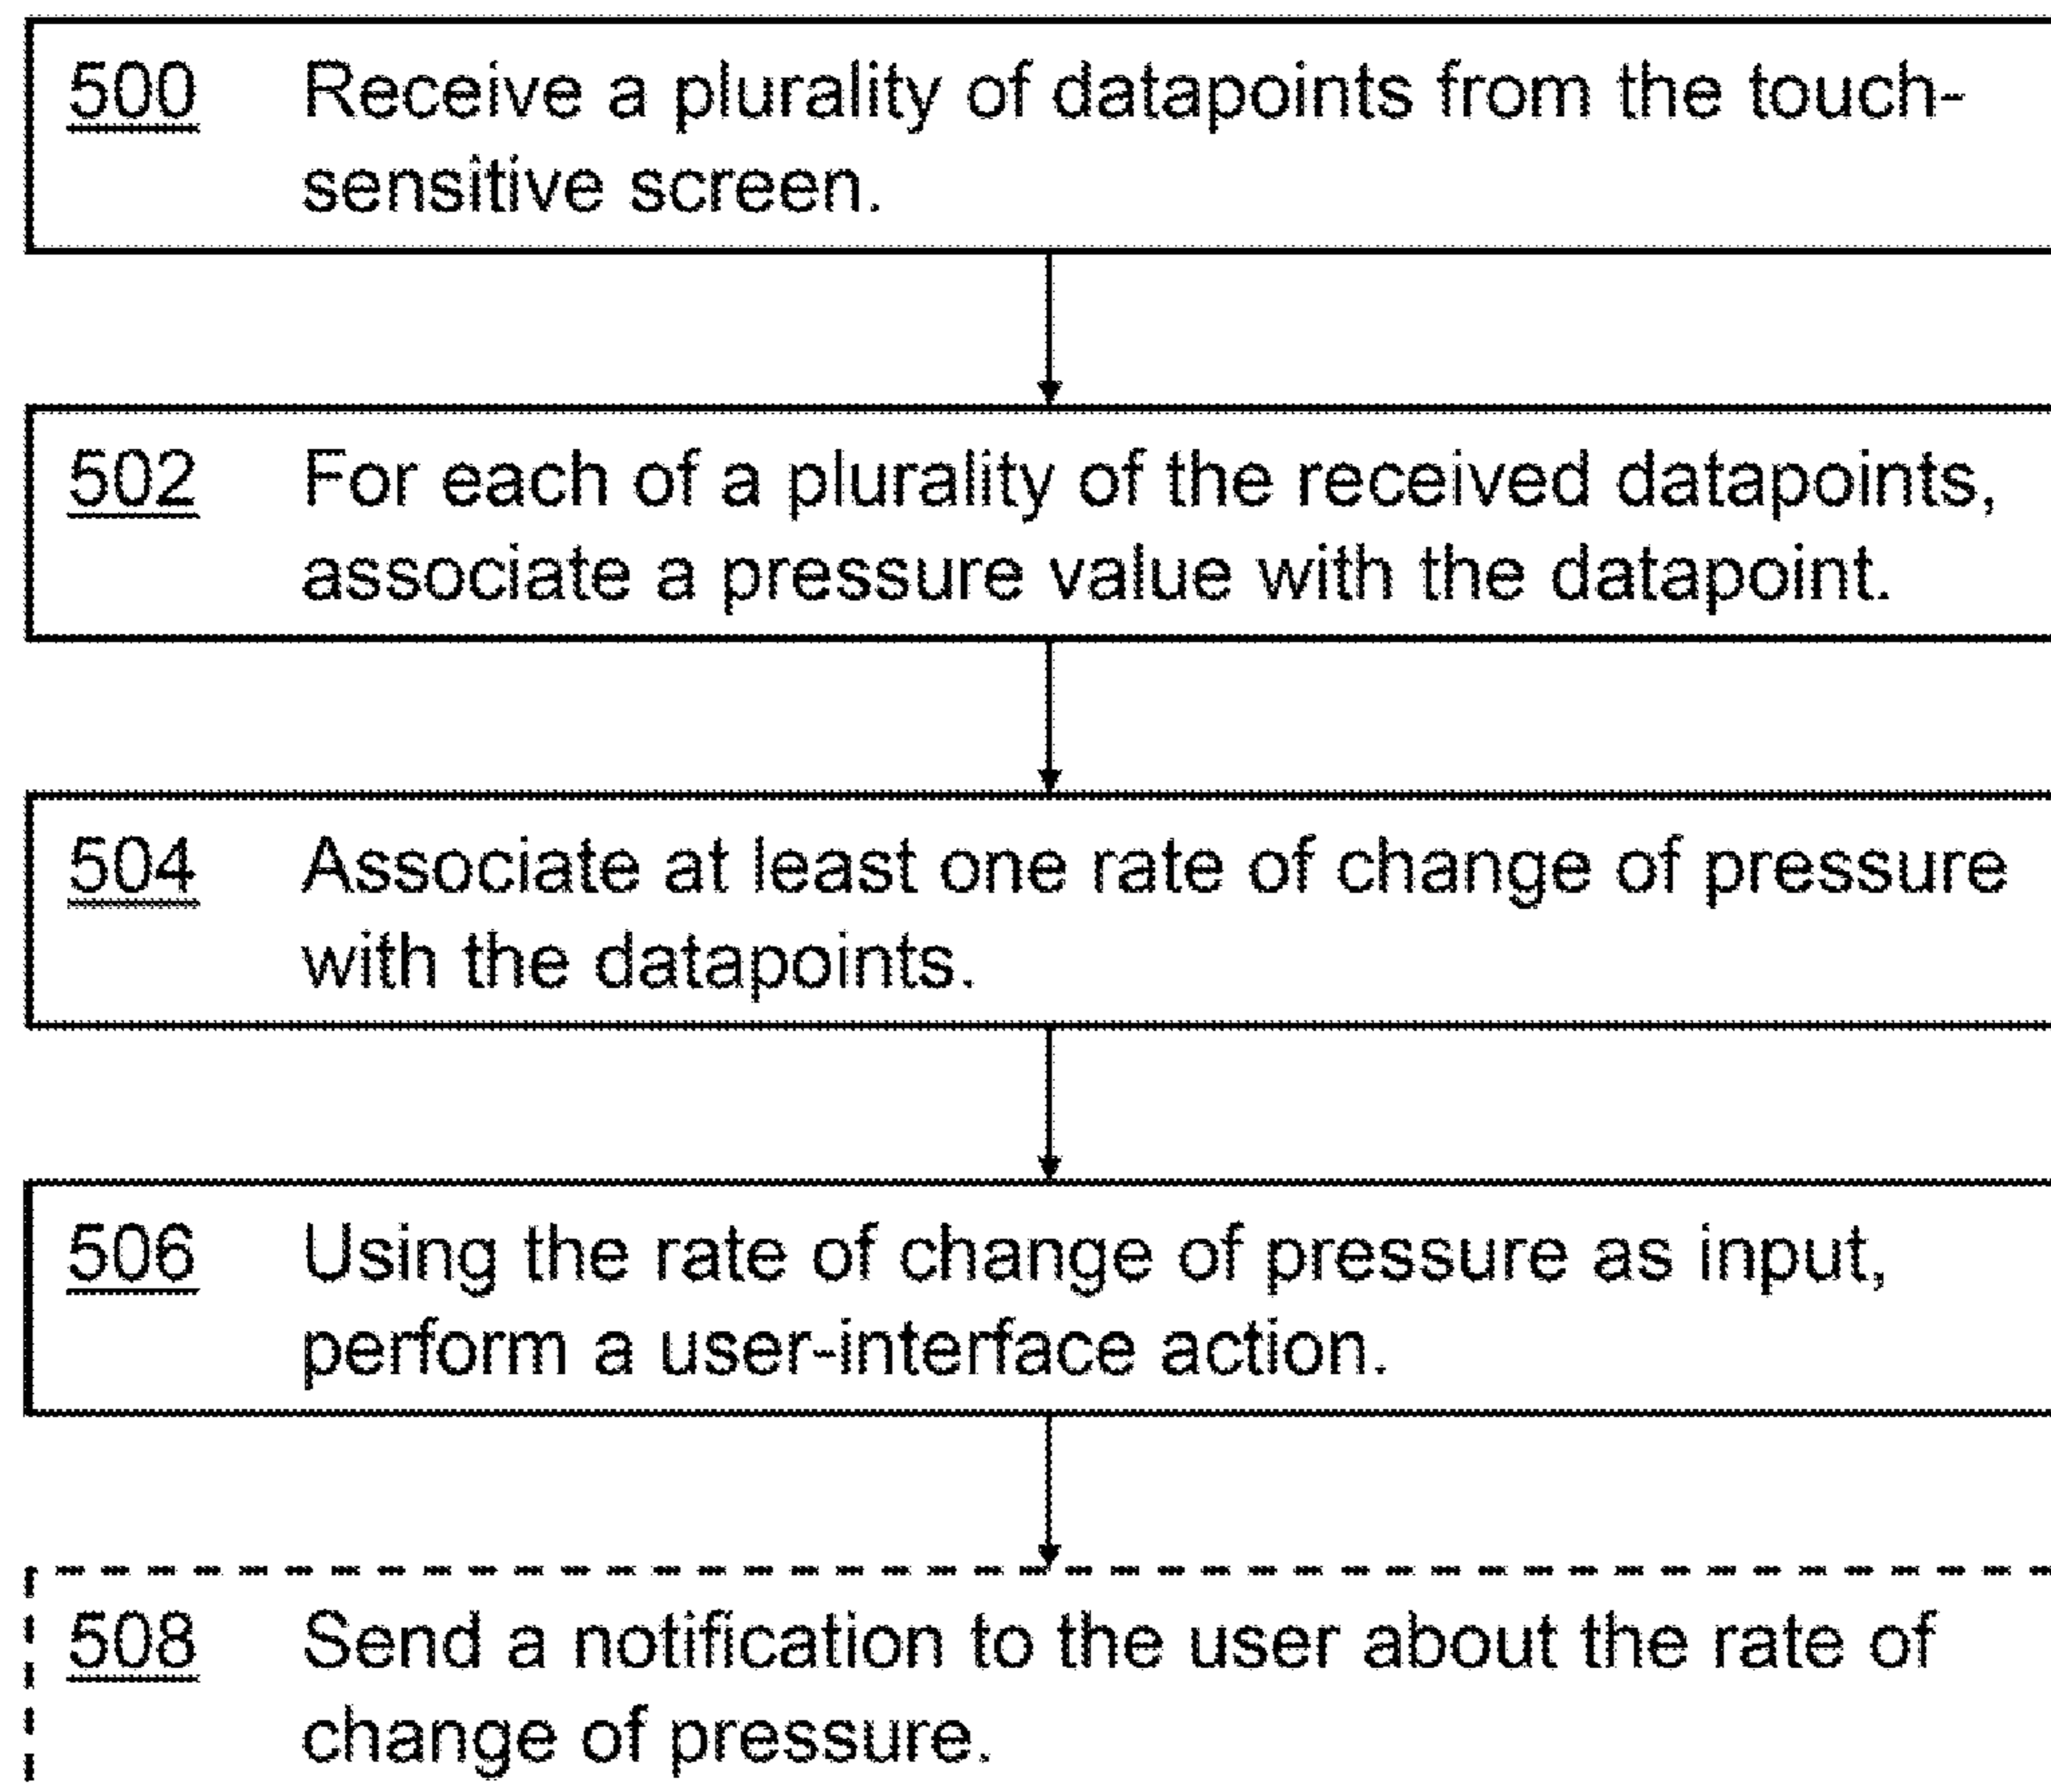 500 Receive a plurality of datapoints from the touch-
sensitive screen.
502 For each of a plurality of the received datapoints,
associate a pressure value with the datapoint.
504 Associate at least one rate of change of pressure
with the datapoints.
506 Using the rate of change of pressure as input,
perform a user-interface action.
508 Send a notification to the user about the rate of
change of pressure.